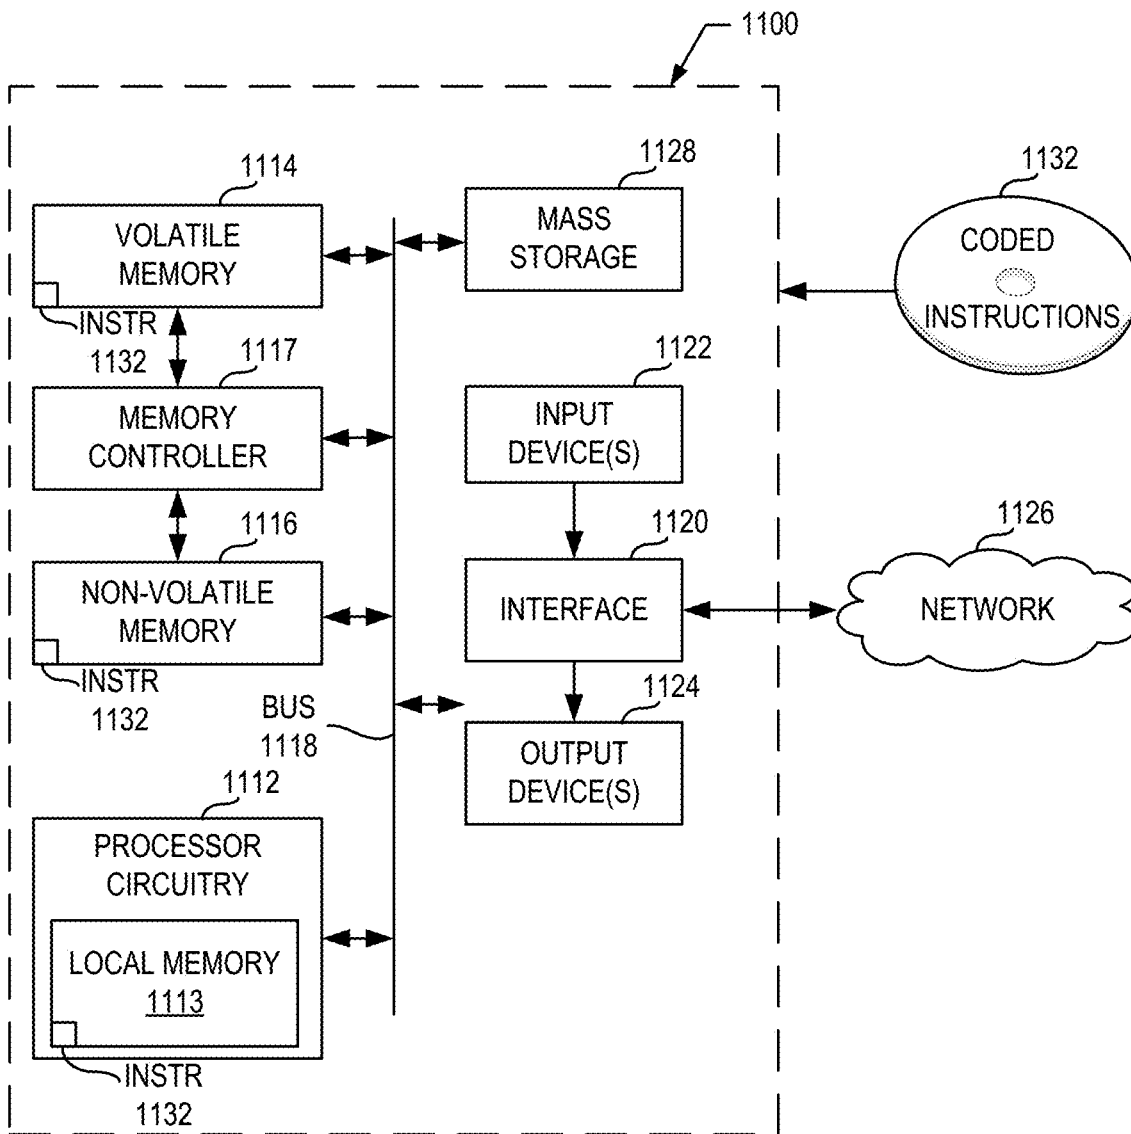 1100
1114
VOLATILE
MEMORY
INSTR
1132
1128
MASS
STORAGE
1132
CODED
INSTRUCTIONS
1117
MEMORY
CONTROLLER
1122
INPUT
DEVICE(S)
1116
NON-VOLATILE
MEMORY
INSTR
1132
1120
INTERFACE
1126
NETWORK
BUS
1118
1124
OUTPUT
DEVICE(S)
1112
PROCESSOR
CIRCUITRY
LOCAL MEMORY
1113
INSTR
1132